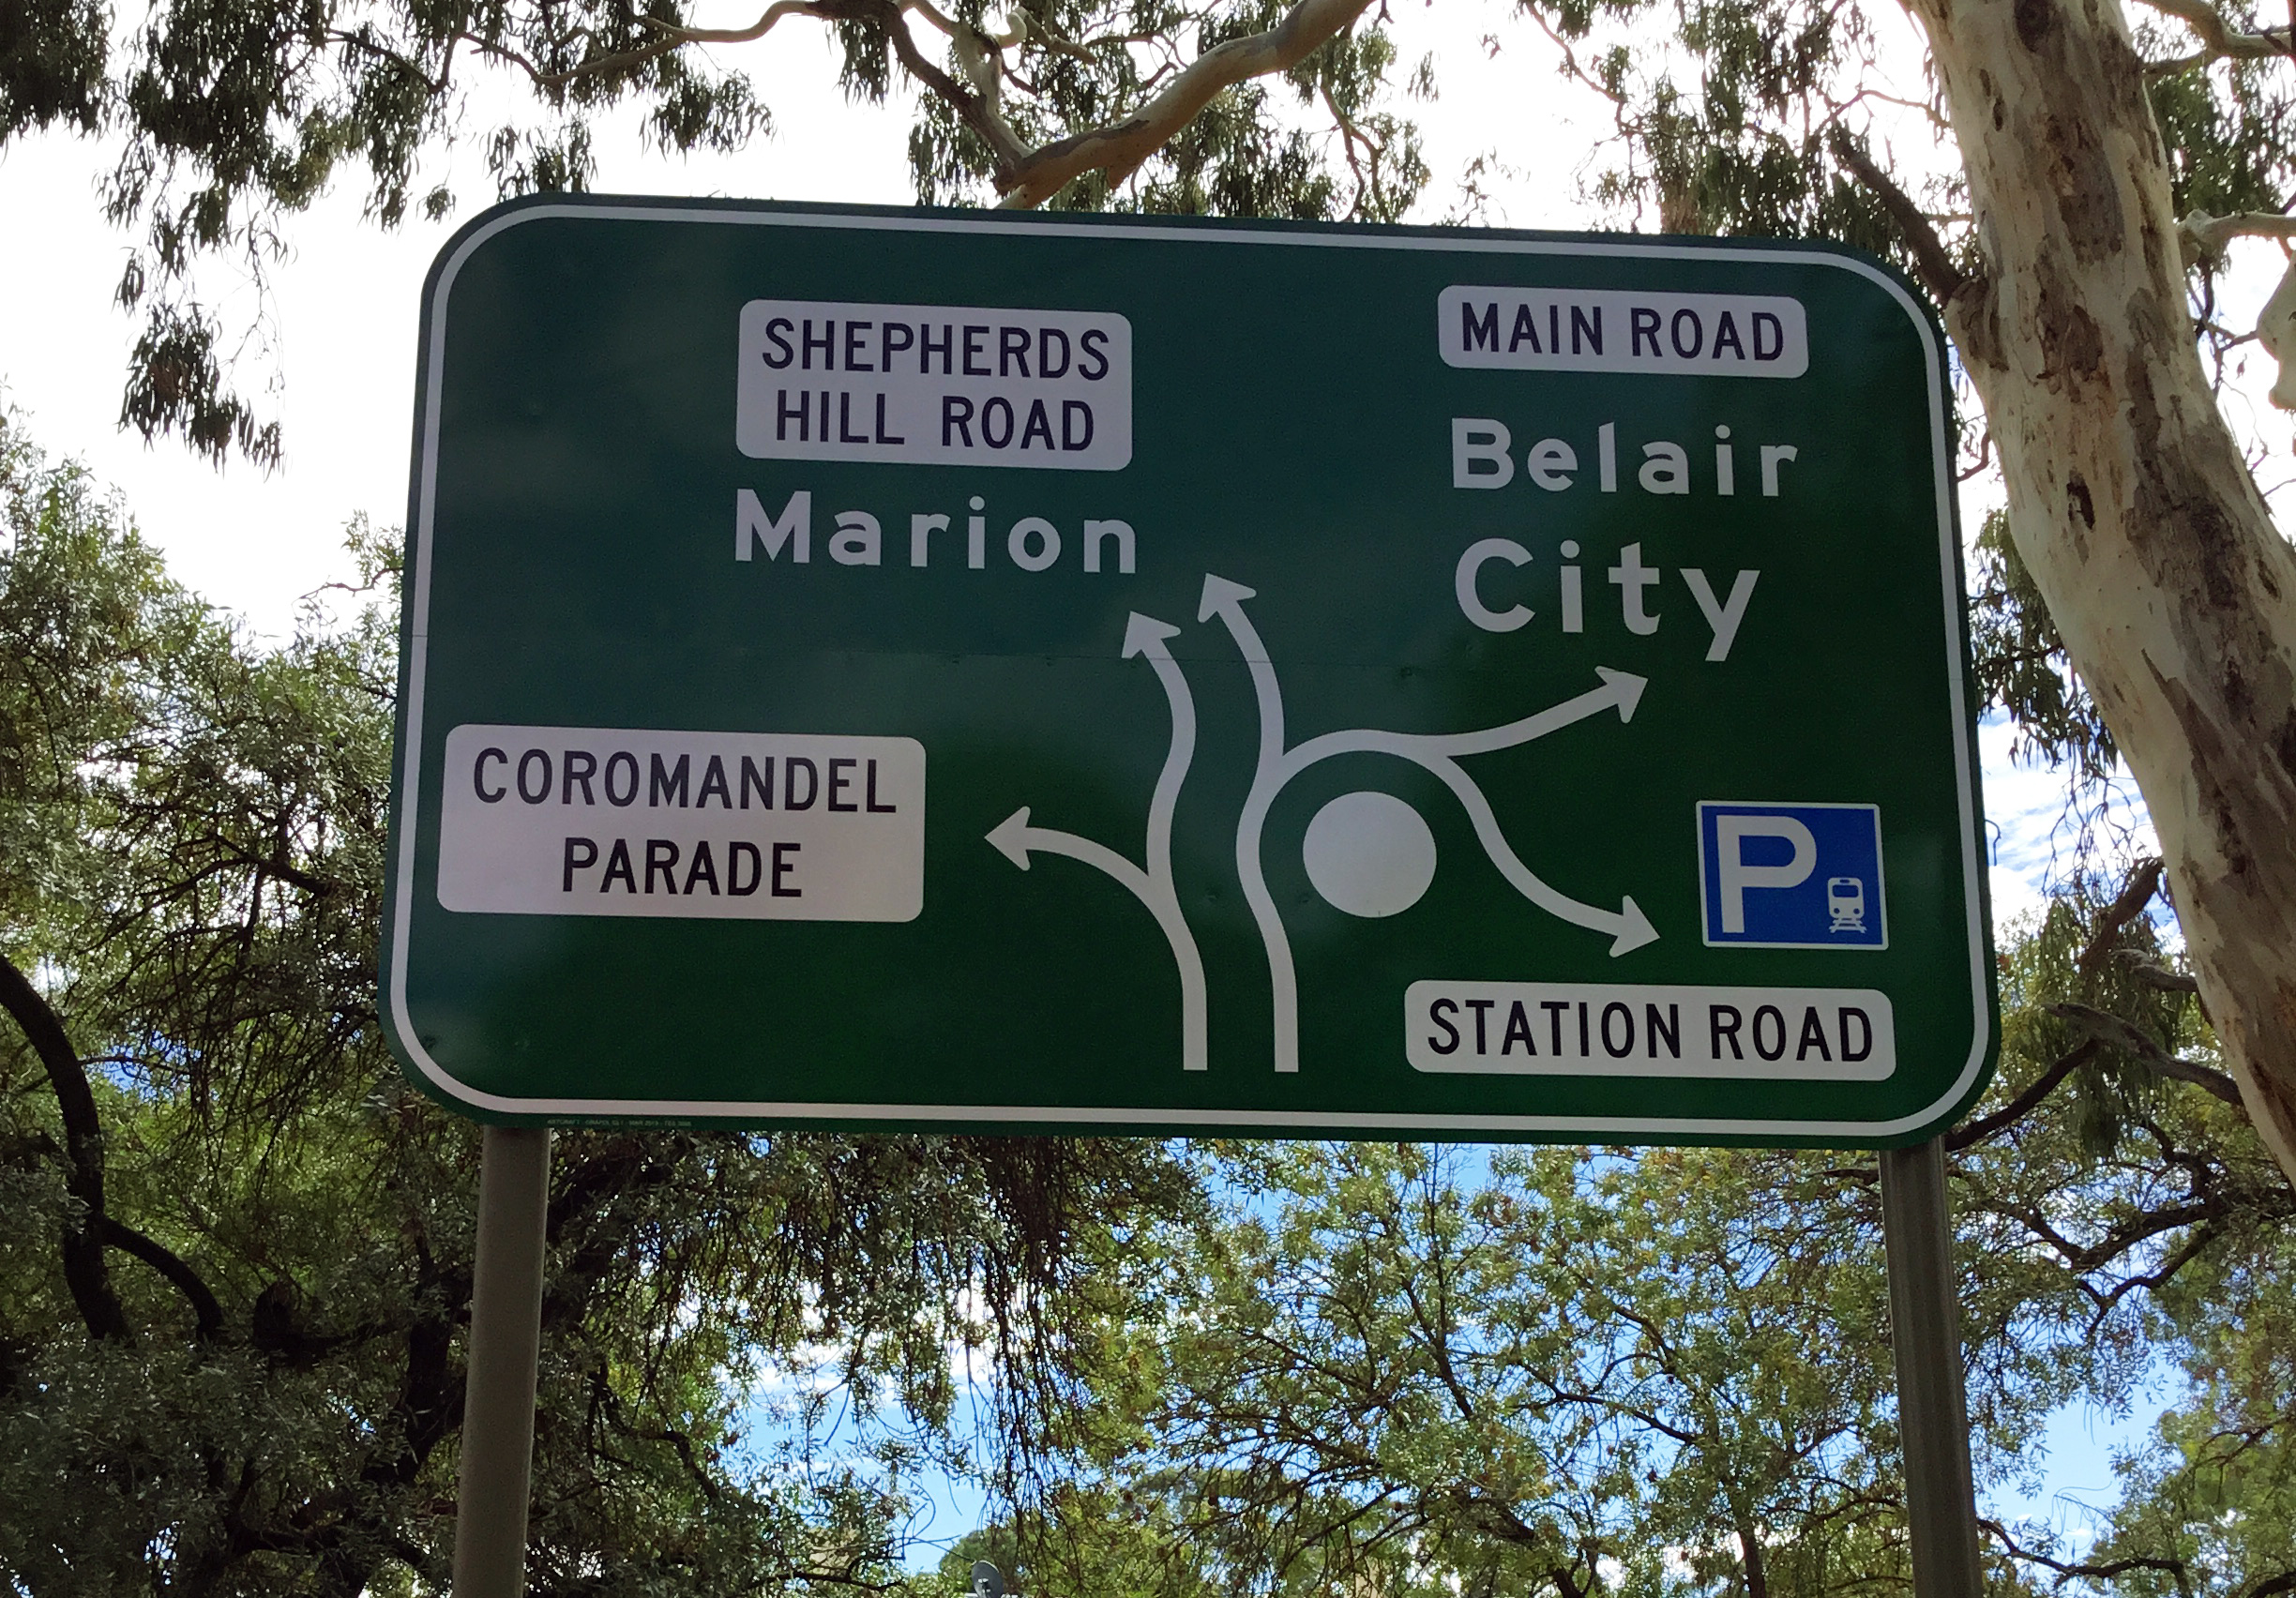 SHEPHERDS
HILL ROAD
Marion
MAIN ROAD
Belair
City
COROMANDEL
PARADE
P
STATION ROAD